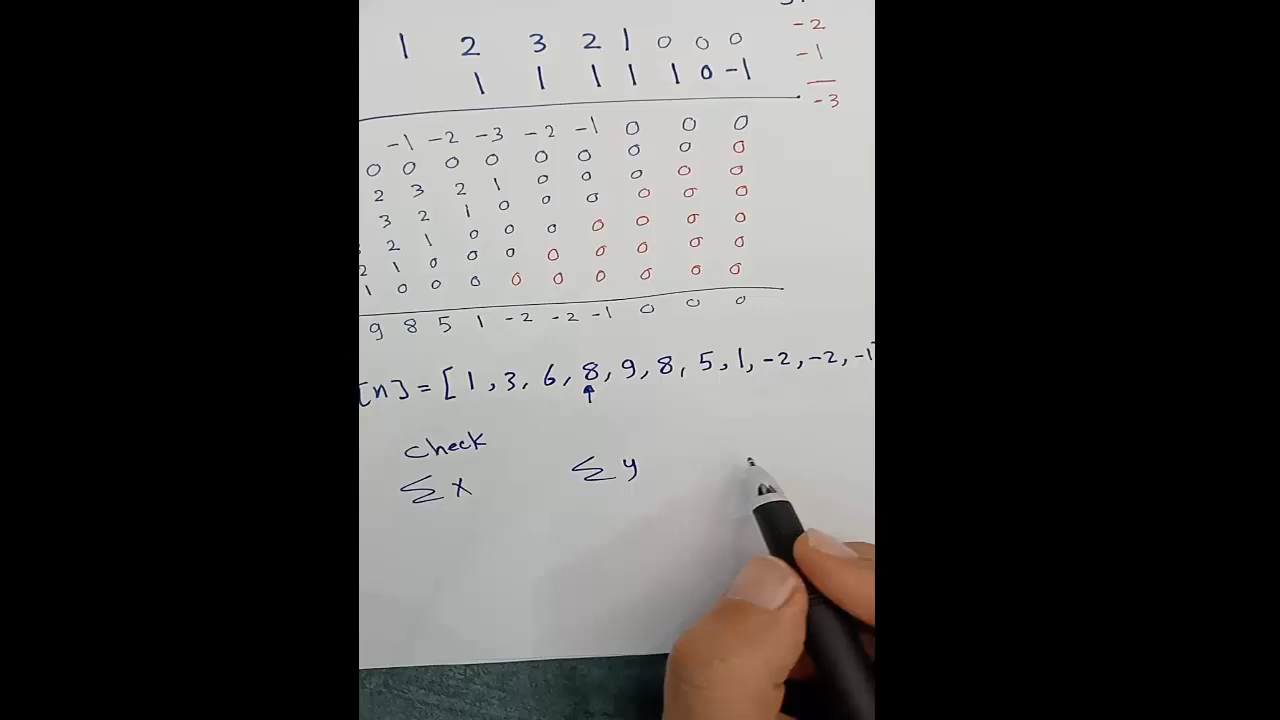 -2
1 2 3 2 1 0 0 0
-1
1 1 1 1 1 0 -1
-3
-1 -2 -3 -2 -1 0 0 0
0 0 0 0 0 0 0 0 0
2 3 2 1 0 0 0 0 0
3 2 1 0 0 0 0 0 0
2 1 0 0 0 0 0 0 0
2 1 0 0 0 0 0 0 0 0
1 0 0 0 0 0 0 0 0 0
9 8 5 1 -2 -2 -1 0 0 0
[n] = [ 1 , 3 , 6 , 8 , 9 , 8 , 5 , 1 , -2 , -2 , -1 ]
check
Σ x Σ y